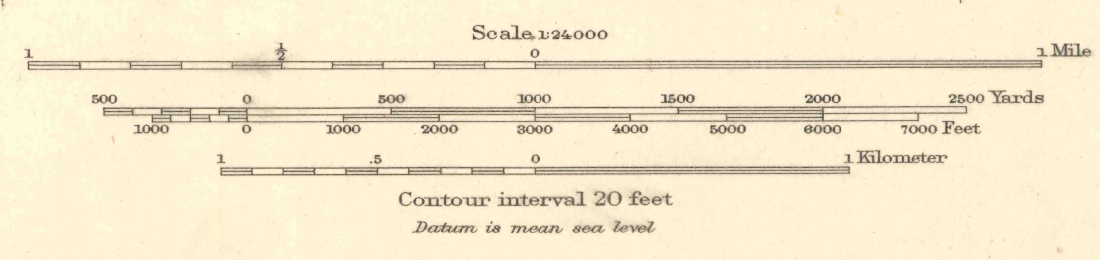 Scale 1:24000
1 ½ 0 1 Mile
500 0 500 1000 1500 2000 2500 Yards
1000 0 1000 2000 3000 4000 5000 6000 7000 Feet
1 .5 0 1 Kilometer
Contour interval 20 feet
Datum is mean sea level